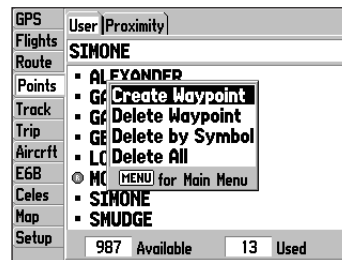 GPS
Flights
Route
Points
Track
Trip
Aircrft
E6B
Celes
Map
Setup
User Proximity
SIMONE
ALEXANDER
Create Waypoint
Delete Waypoint
Delete by Symbol
Delete All
MENU for Main Menu
SIMONE
SMUDGE
987 Available 13 Used